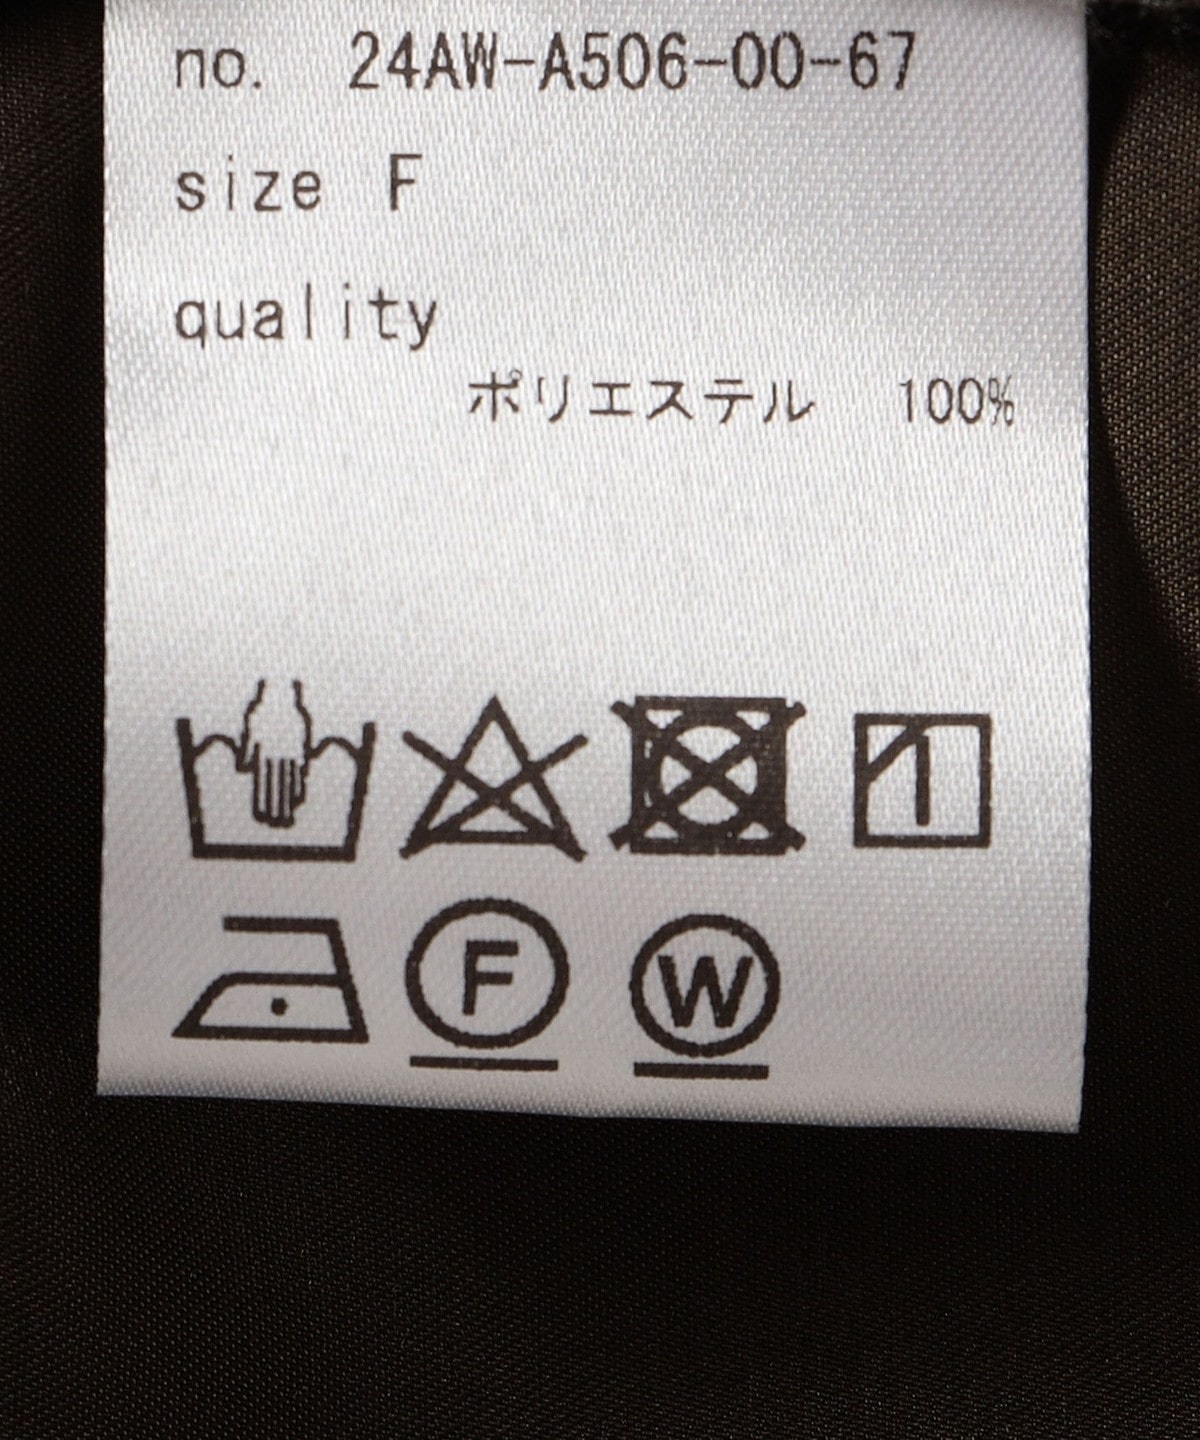 no. 24AW-A506-00-67
size F
quality
ポリエステル 100%
F W